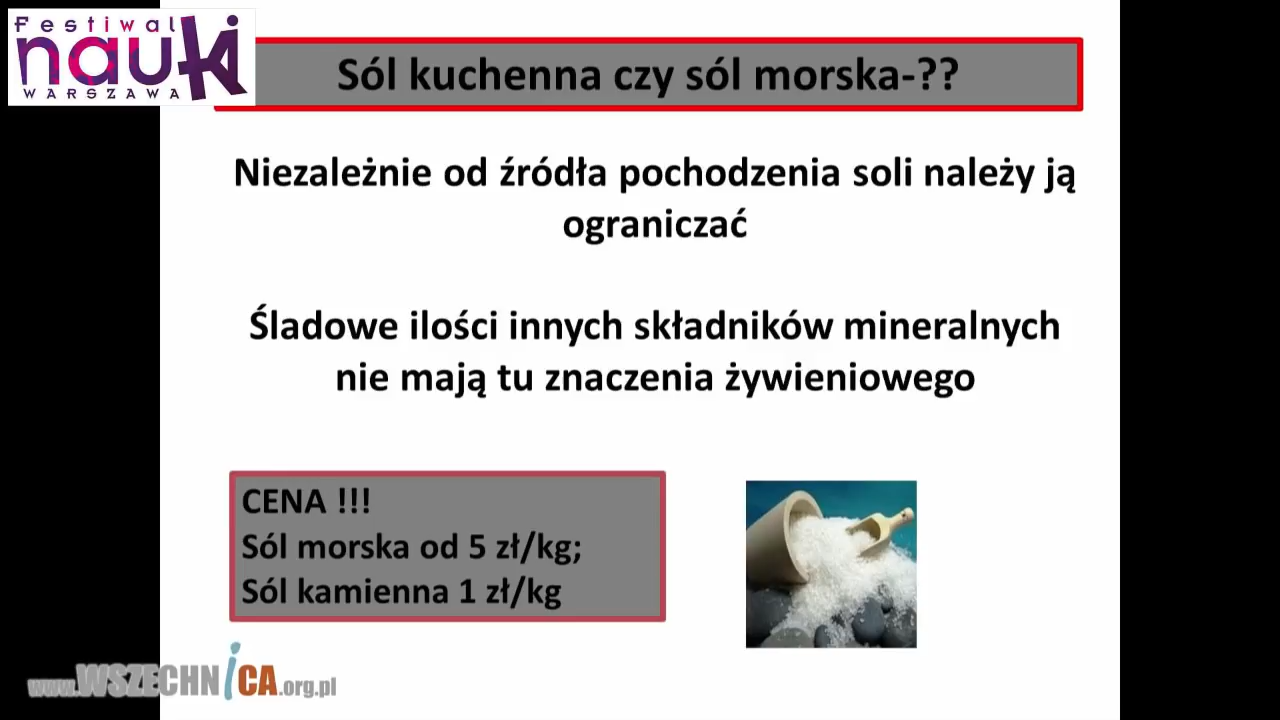 Festiwal
nauki
WARSZAWA
Sól kuchenna czy sól morska-??
Niezależnie od źródła pochodzenia soli należy ją
ograniczać
Śladowe ilości innych składników mineralnych
nie mają tu znaczenia żywieniowego
CENA !!!
Sól morska od 5 zł/kg;
Sól kamienna 1 zł/kg
www.WSZECHNiCA.org.pl